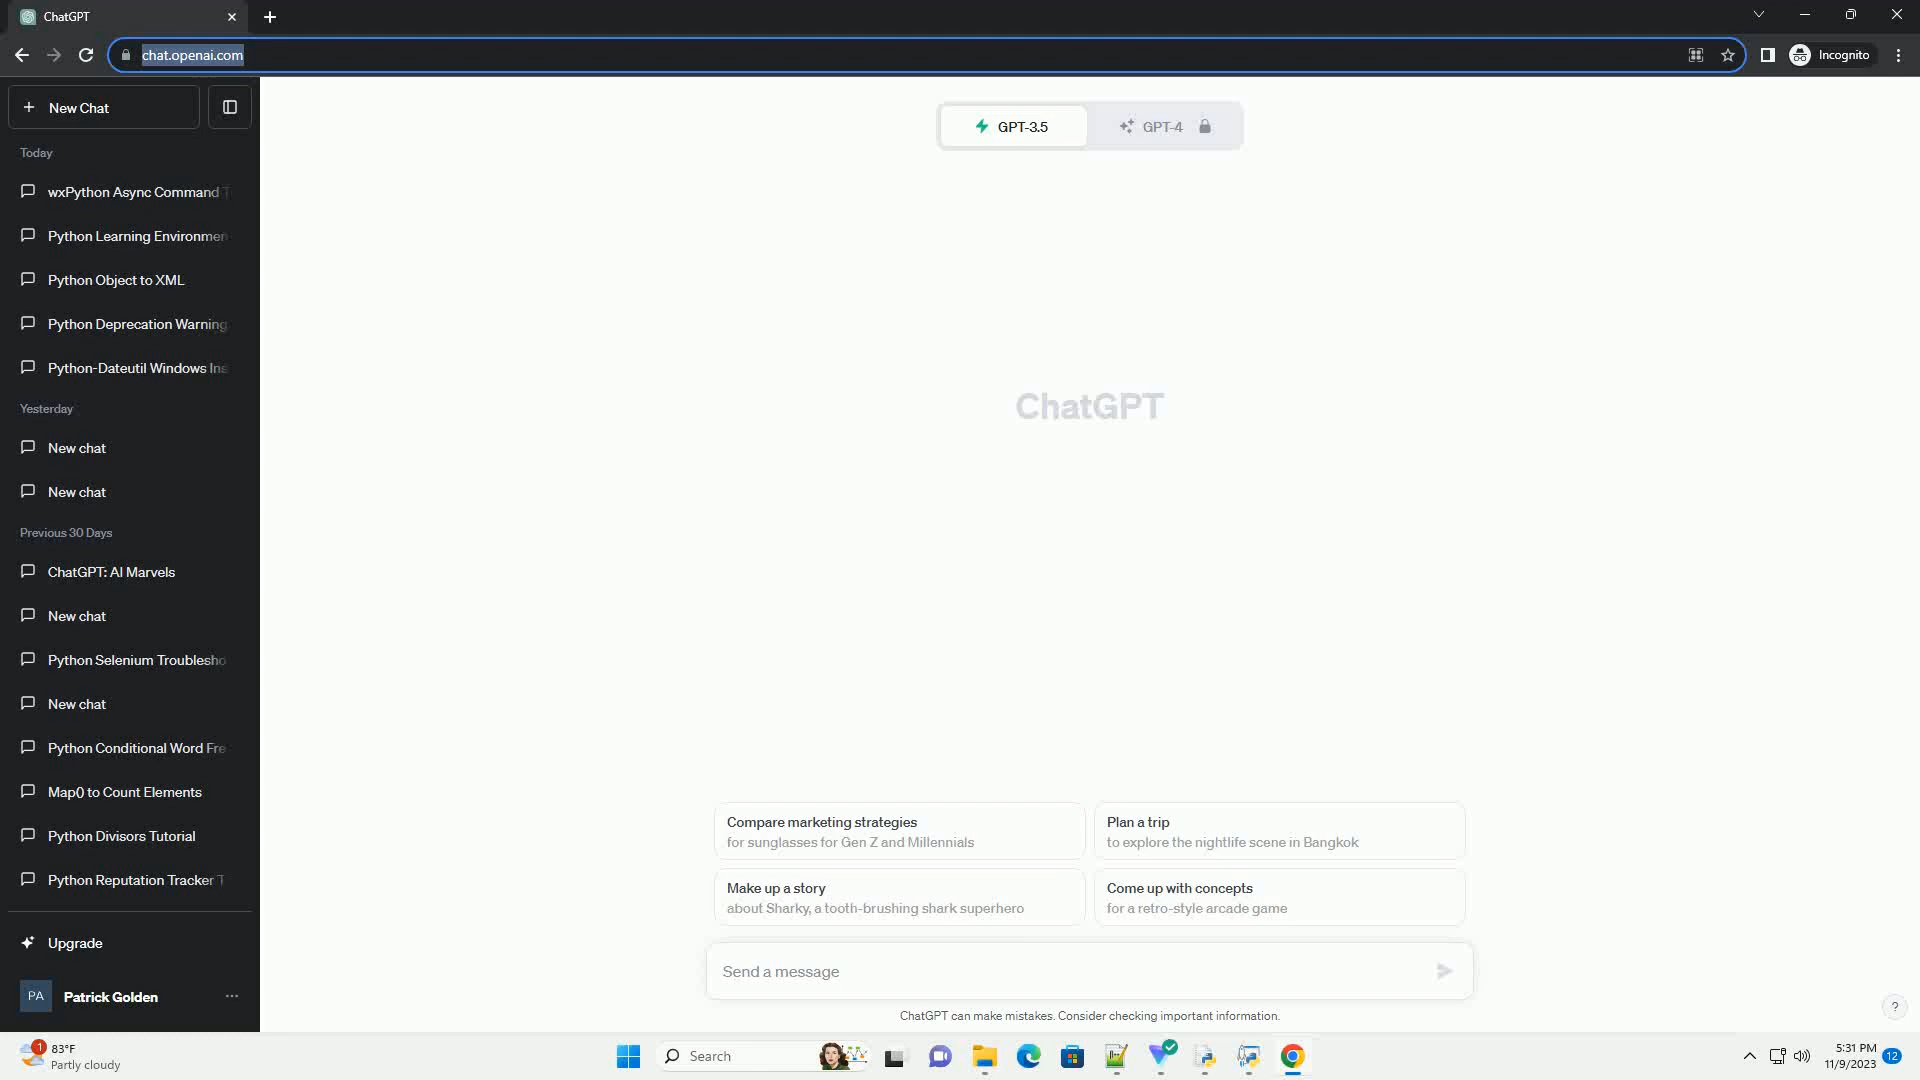 ChatGPT
chat.openai.com
Incognito
New Chat
Today
wxPython Async Command T
Python Learning Environmen
Python Object to XML
Python Deprecation Warning
Python-Dateutil Windows Ins
Yesterday
New chat
New chat
Previous 30 Days
ChatGPT: AI Marvels
New chat
Python Selenium Troublesho
New chat
Python Conditional Word Fre
Map() to Count Elements
Python Divisors Tutorial
Python Reputation Tracker T
Upgrade
PA
Patrick Golden
GPT-3.5
GPT-4
ChatGPT
Compare marketing strategies
for sunglasses for Gen Z and Millennials
Plan a trip
to explore the nightlife scene in Bangkok
Make up a story
about Sharky, a tooth-brushing shark superhero
Come up with concepts
for a retro-style arcade game
Send a message
ChatGPT can make mistakes. Consider checking important information.
?
1
83°F
Partly cloudy
Search
5:31 PM
11/9/2023
12